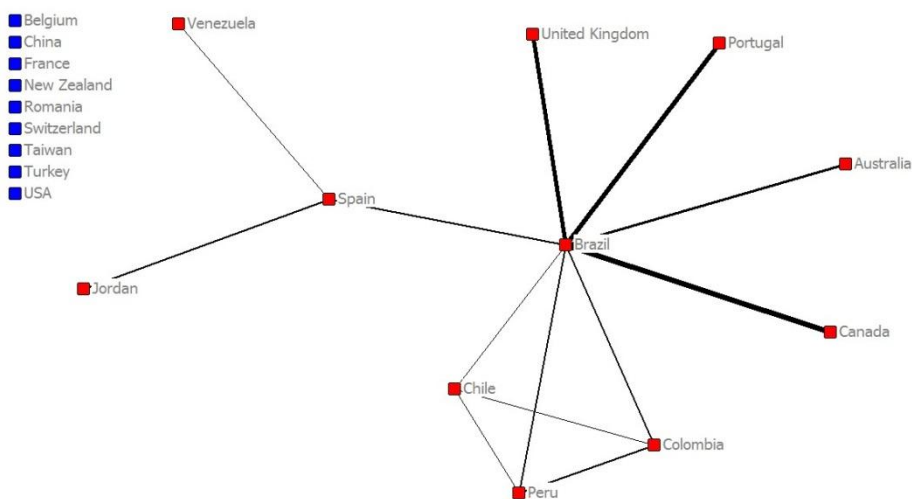 Belgium
China
France
New Zealand
Romania
Switzerland
Taiwan
Turkey
USA
Venezuela
United Kingdom
Portugal
Australia
Spain
Brazil
Jordan
Canada
Chile
Colombia
Peru